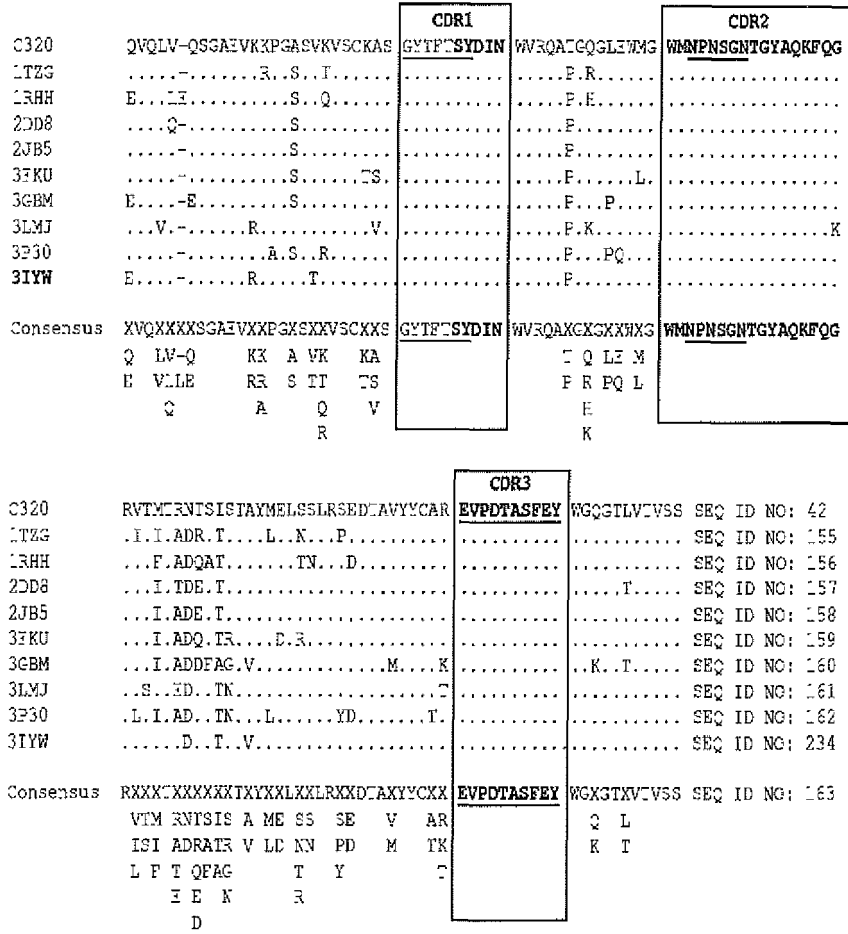 CDR1 CDR2
C320 QVQLV-QSGAEVKKPGASVKVSCKAS GYTFTSYDIN WVRQATGQGLEWMG WMNPNSGNTGYAQKFQG
1TZG .....-..........R.S..I..... .......... .....P.R...... .................
1RHH E...LE..........S..Q...... .......... .....P.H...... .................
2DD8 ....Q-..........S......... .......... .....P........ .................
2JB5 .....-..........S......... .......... .....P........ .................
3FKU .....-..........S.....TS.. .......... .....P.....L.. .................
3GBM E....-E.........S......... .......... .....P...P.... .................
3LMJ ...V.-.....R..........V... .......... .....P.K...... ................K
3P30 .....-........A.S..R...... .......... .....P...PQ... .................
3IYW E....-.....R.....T........ .......... .....P........ .................
Consensus XVQXXXXSGAEVXXPGXSXXVSCXXS GYTFTSYDIN WVRQAXGXGXXWXG WMNPNSGNTGYAQKFQG
Q LV-Q KK A VK KA T Q LE M
E VLLE RR S TT TS P R PQ L
Q A Q V H
R K
CDR3
C320 RVTMTRNTSISTAYMELSSLRSEDTAVYYCAR EVPDTASFEY WGQGTLVTVSS SEQ ID NO: 42
1TZG .I.I.ADR.T....L..N...P.......... .......... ........... SEQ ID NO: 155
1RHH ...F.ADQAT.......TN...D......... .......... ........... SEQ ID NO: 156
2DD8 ...I.TDE.T...................... .......... .....T..... SEQ ID NO: 157
2JB5 ...I.ADE.T...................... .......... ........... SEQ ID NO: 158
3FKU ...I.ADQ.TR....D.R.............. .......... ........... SEQ ID NO: 159
3GBM ...I.ADDFAG.V............M....K .......... ..K..T..... SEQ ID NO: 160
3LMJ ..S..ED..TN....................T .......... ........... SEQ ID NO: 161
3P30 .L.I.AD..TN...L......YD.......T. .......... ........... SEQ ID NO: 162
3IYW ......D..T..V................... .......... ........... SEQ ID NO: 234
Consensus RXXXTXXXXXXTXYXXLXXLRXXDTAXYYCXX EVPDTASFEY WGXGTXVTVSS SEQ ID NO: 163
VTM RNTSIS A ME SS SE V AR Q L
ISI ADRATR V LD NN PD M TK K T
L F T QFAG T Y T
E E N R
D